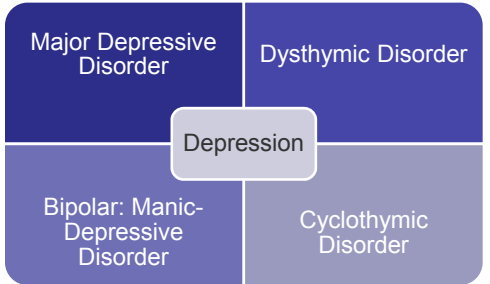 Major Depressive
Disorder
Dysthymic Disorder
Depression
Bipolar: Manic-
Depressive
Disorder
Cyclothymic
Disorder